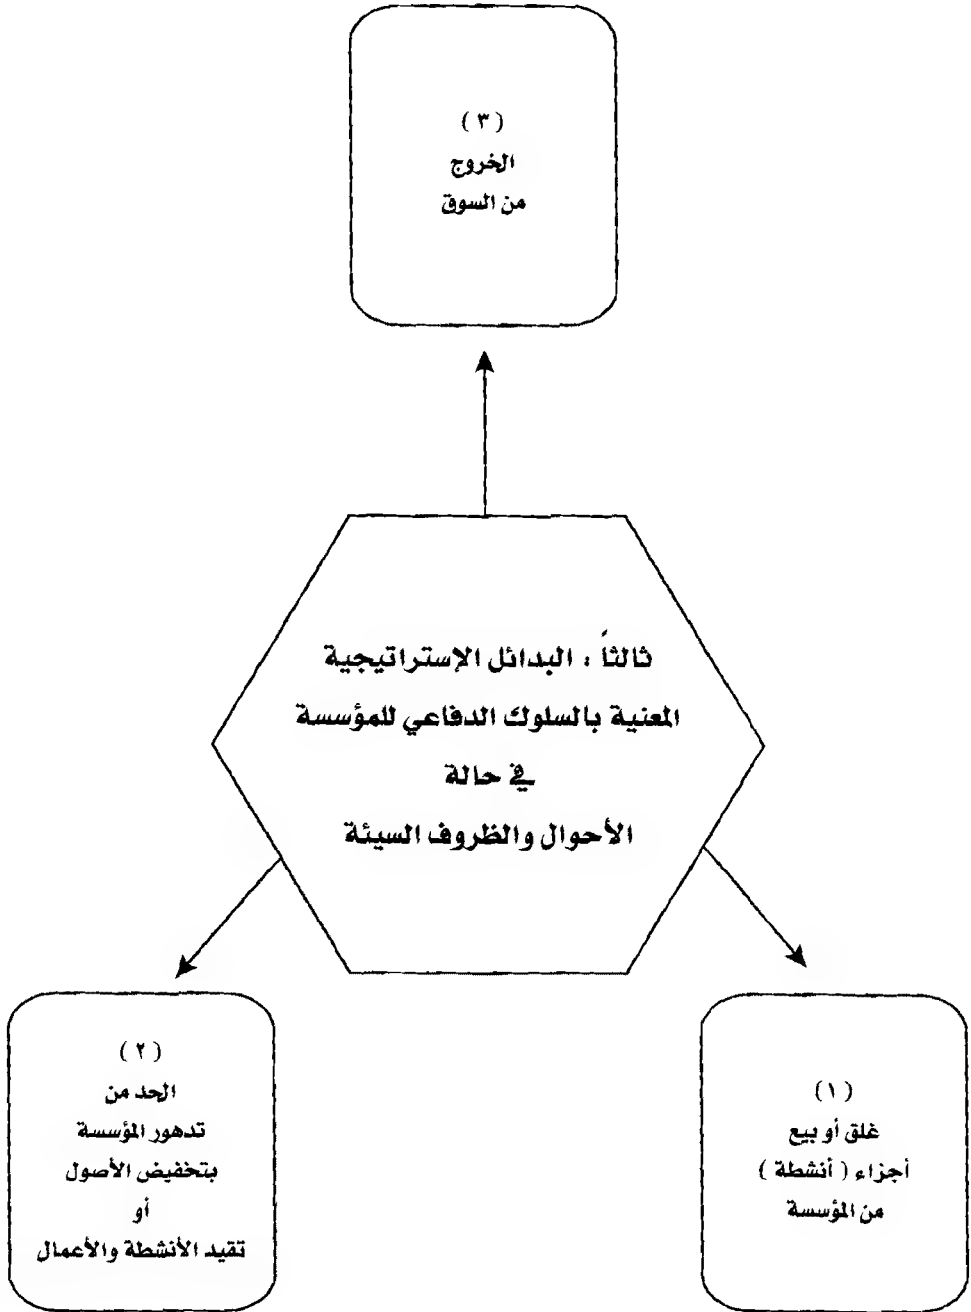 ( ٣ )
الخروج
من السوق
ثالثاً : البدائل الإستراتيجية
المعنية بالسلوك الدفاعي للمؤسسة
في حالة
الأحوال والظروف السيئة
( ١ )
غلق أو بيع
أجزاء ( أنشطة )
من المؤسسة
( ٢ )
الحد من
تدهور المؤسسة
بتخفيض الأصول
أو
تقيد الأنشطة والأعمال